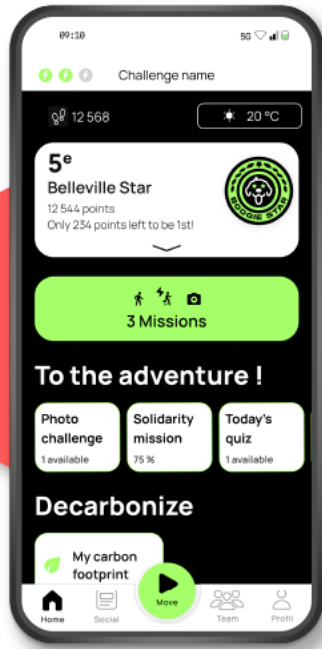 09:10
5G
Challenge name
12 568
20 °C
5e
Belleville Star
12 544 points
Only 234 points left to be 1st!
BOOGIE STAR
3 Missions
To the adventure !
Photo challenge
1 available
Solidarity mission
75 %
Today's quiz
1 available
Decarbonize
My carbon footprint
Move
Home
Social
Team
Profil